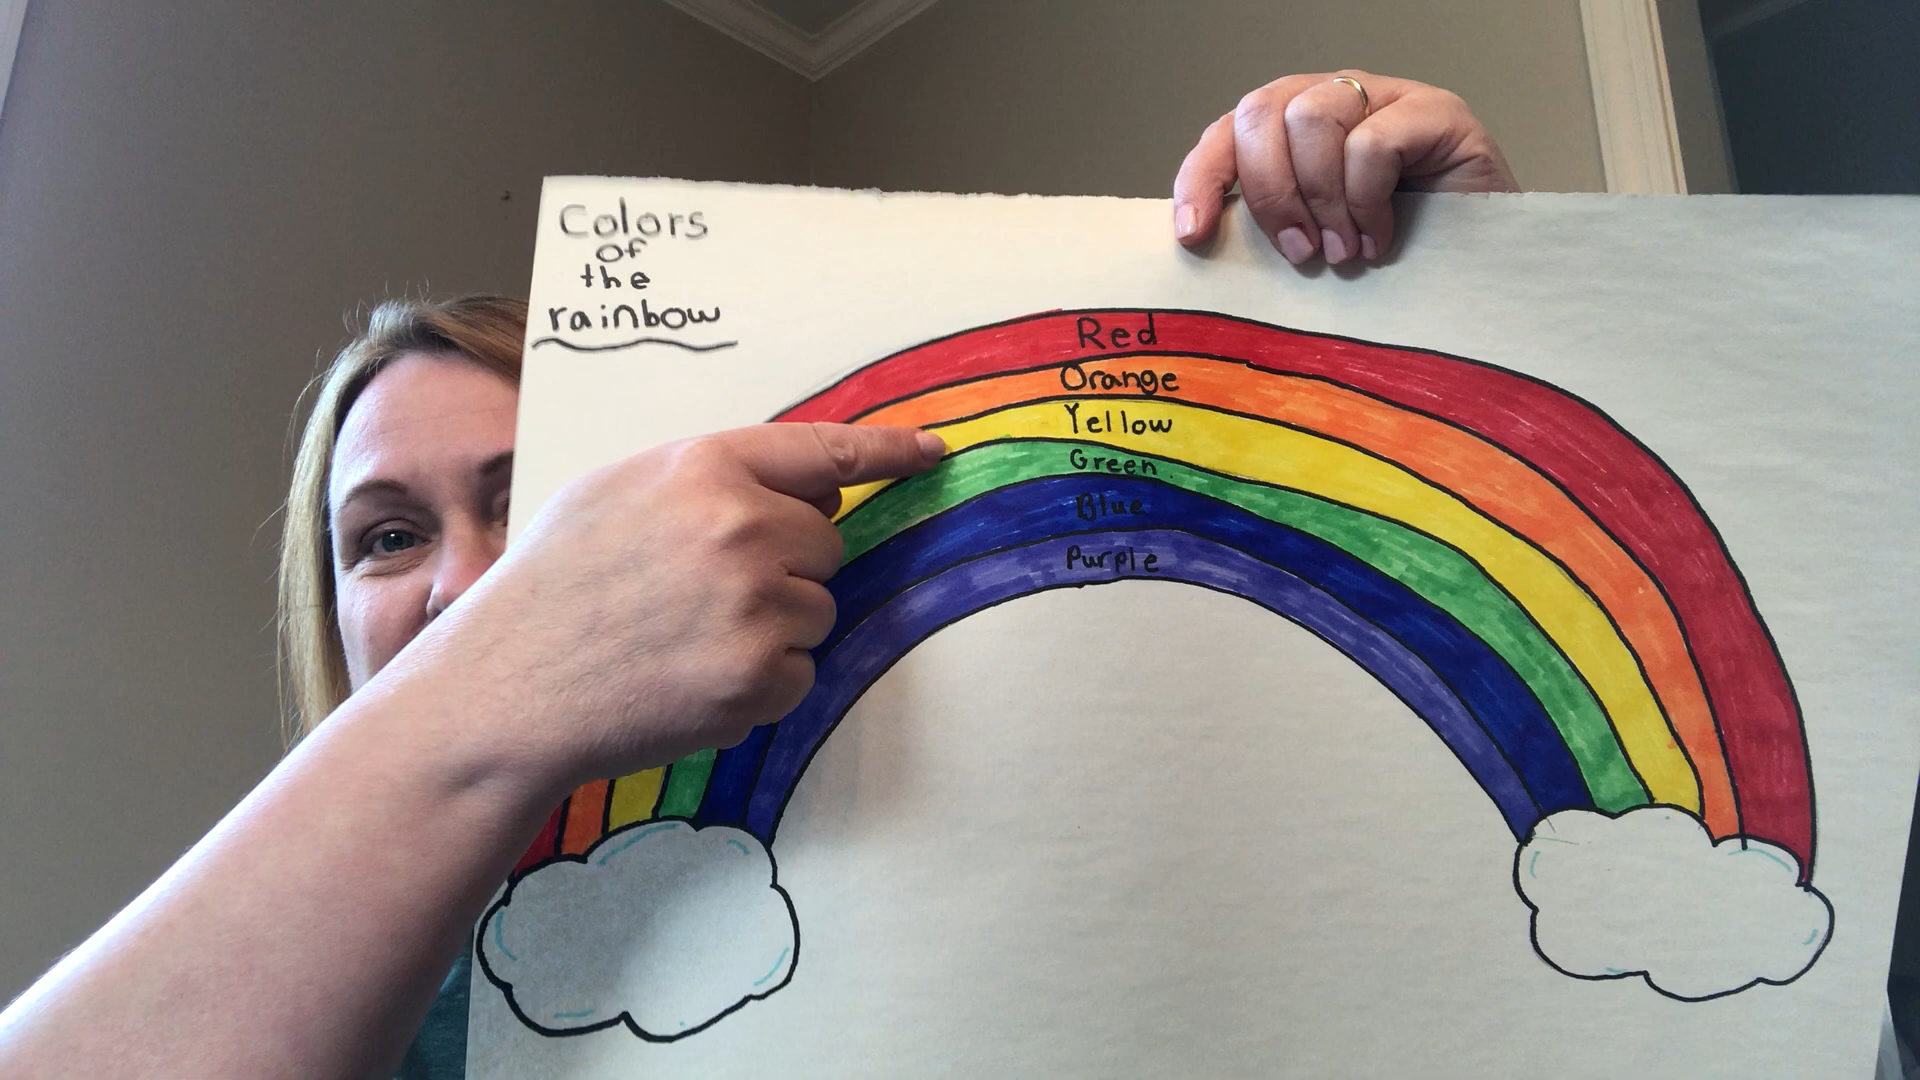 Colors
of
the
rainbow
Red
Orange
Yellow
Green
Blue
Purple